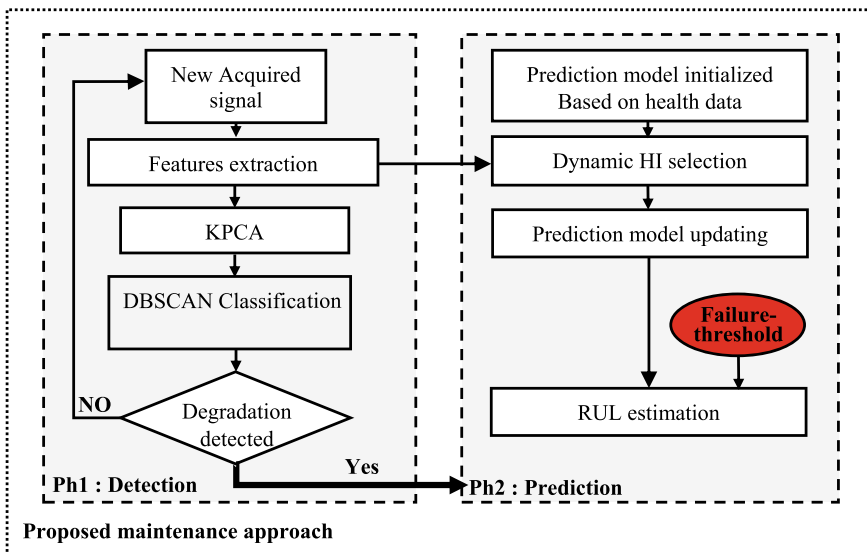 New Acquired
signal
Features extraction
KPCA
DBSCAN Classification
Degradation
detected
NO
Yes
Ph1 : Detection
Prediction model initialized
Based on health data
Dynamic HI selection
Prediction model updating
Failure-
threshold
RUL estimation
Ph2 : Prediction
Proposed maintenance approach